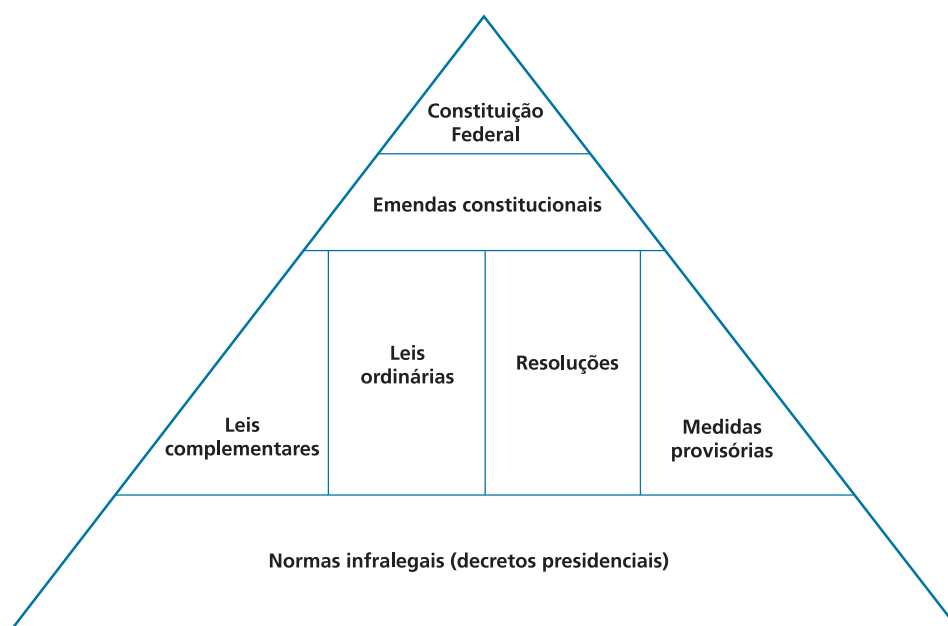 Constituição
Federal
Emendas constitucionais
Leis
complementares
Leis
ordinárias
Resoluções
Medidas
provisórias
Normas infralegais (decretos presidenciais)